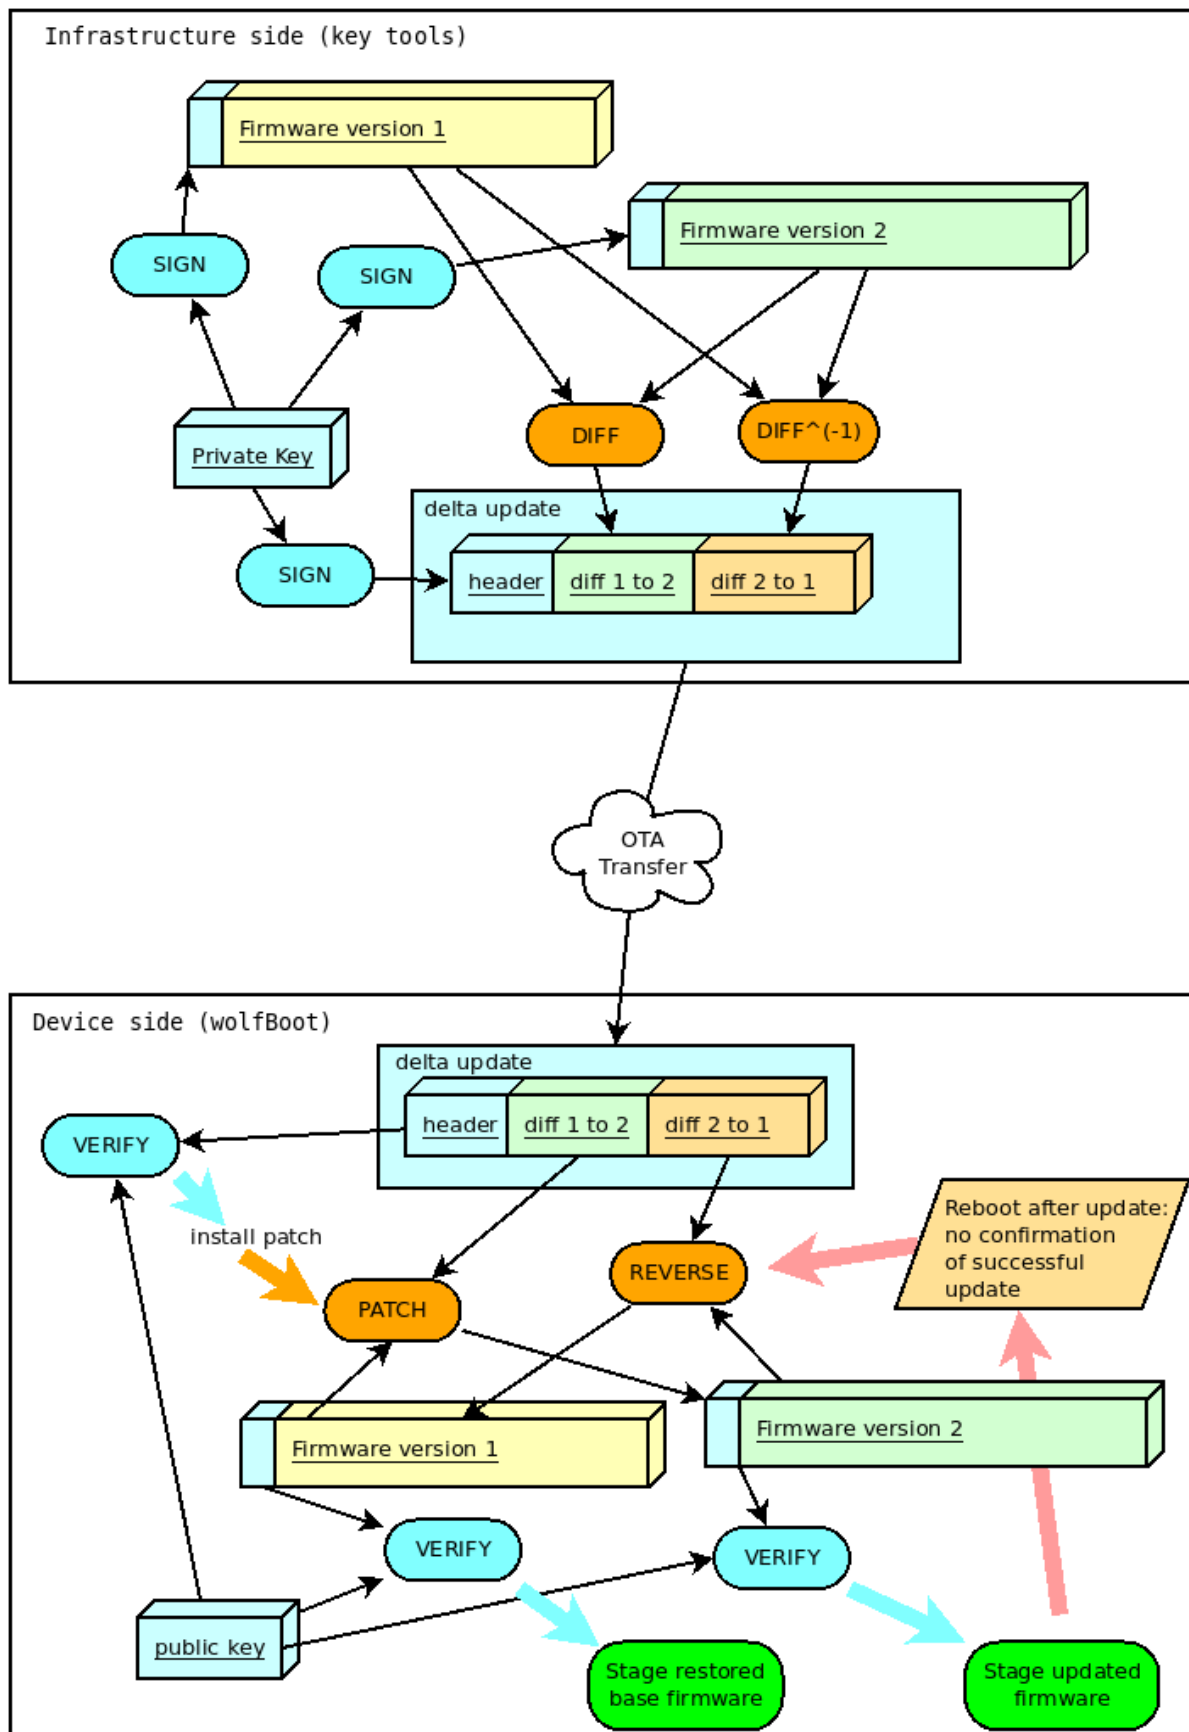 Infrastructure side (key tools)
Firmware version 1
Firmware version 2
SIGN
SIGN
Private Key
DIFF
DIFF^(-1)
delta update
SIGN
header
diff 1 to 2
diff 2 to 1
OTA
Transfer
Device side (wolfBoot)
delta update
header
diff 1 to 2
diff 2 to 1
VERIFY
install patch
PATCH
REVERSE
Reboot after update:
no confirmation
of successful
update
Firmware version 1
Firmware version 2
VERIFY
VERIFY
public key
Stage restored
base firmware
Stage updated
firmware